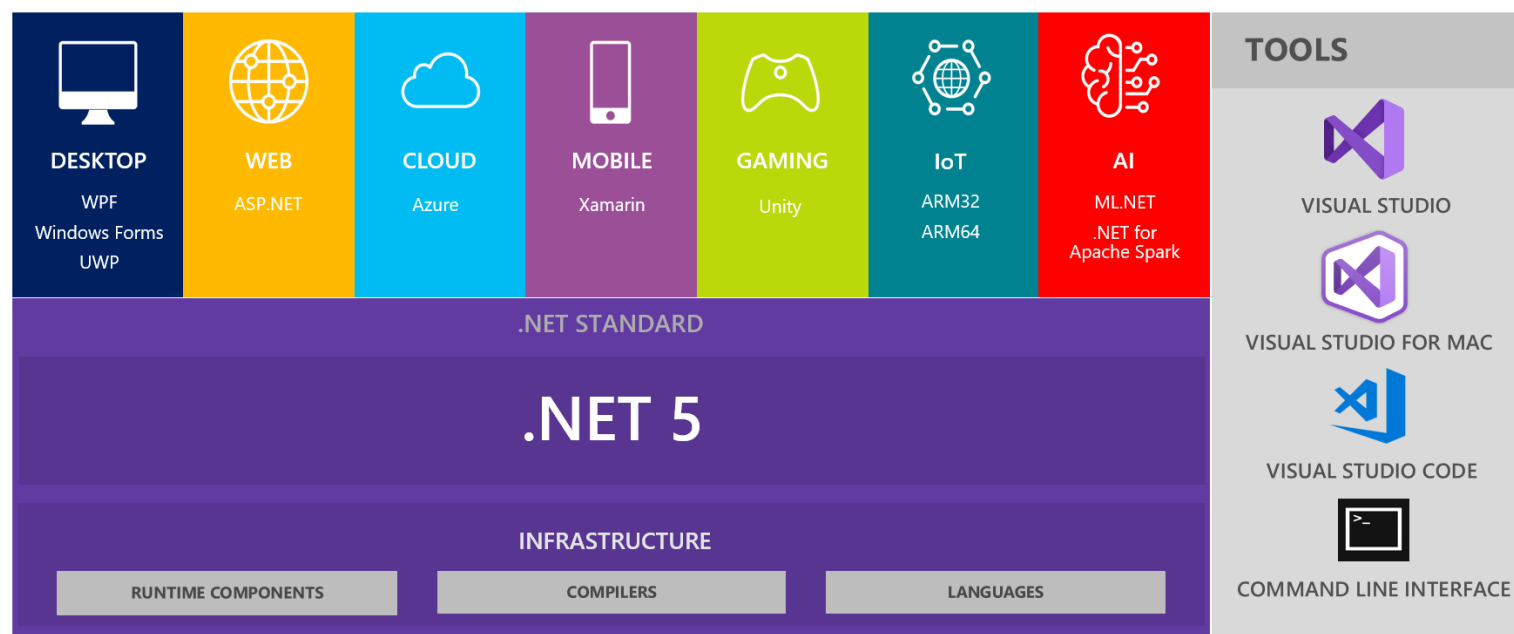 DESKTOP
WPF
Windows Forms
UWP
WEB
ASP.NET
CLOUD
Azure
MOBILE
Xamarin
GAMING
Unity
IoT
ARM32
ARM64
AI
ML.NET
.NET for
Apache Spark
.NET STANDARD
.NET 5
INFRASTRUCTURE
RUNTIME COMPONENTS
COMPILERS
LANGUAGES
TOOLS
VISUAL STUDIO
VISUAL STUDIO FOR MAC
VISUAL STUDIO CODE
>_
COMMAND LINE INTERFACE